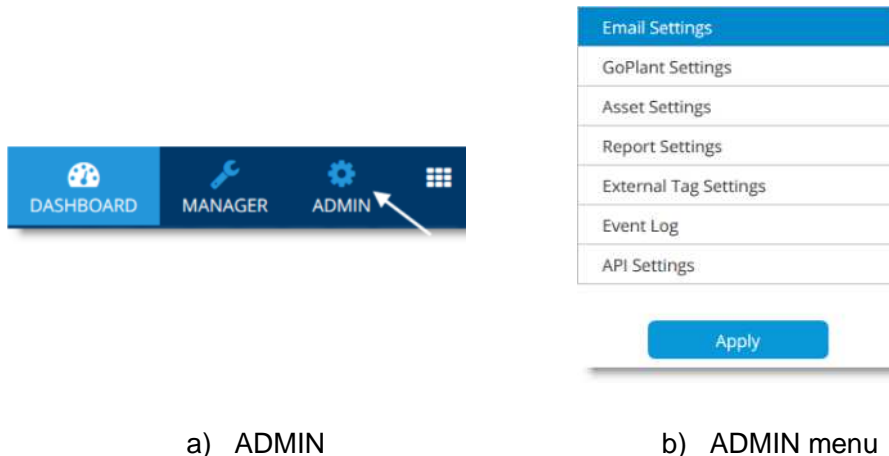 DASHBOARD
MANAGER
ADMIN
Email Settings
GoPlant Settings
Asset Settings
Report Settings
External Tag Settings
Event Log
API Settings
Apply
a) ADMIN
b) ADMIN menu